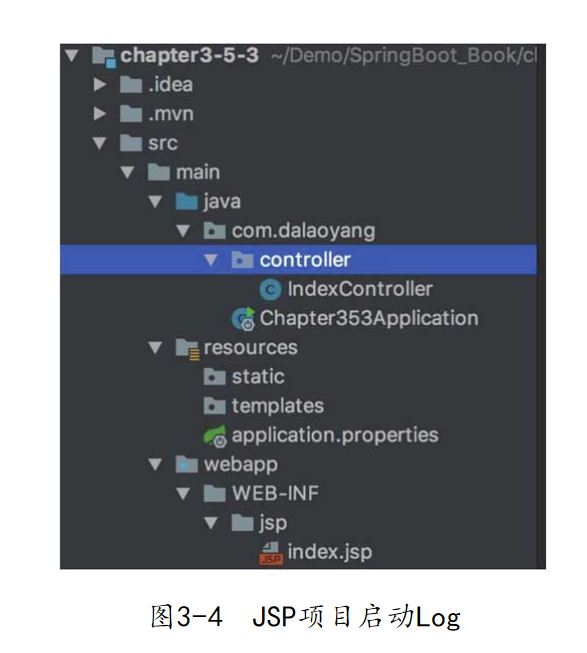 chapter3-5-3 ~/Demo/SpringBoot_Book/cl
.idea
.mvn
src
main
java
com.dalaoyang
controller
IndexController
Chapter353Application
resources
static
templates
application.properties
webapp
WEB-INF
jsp
index.jsp
图3-4 JSP项目启动Log